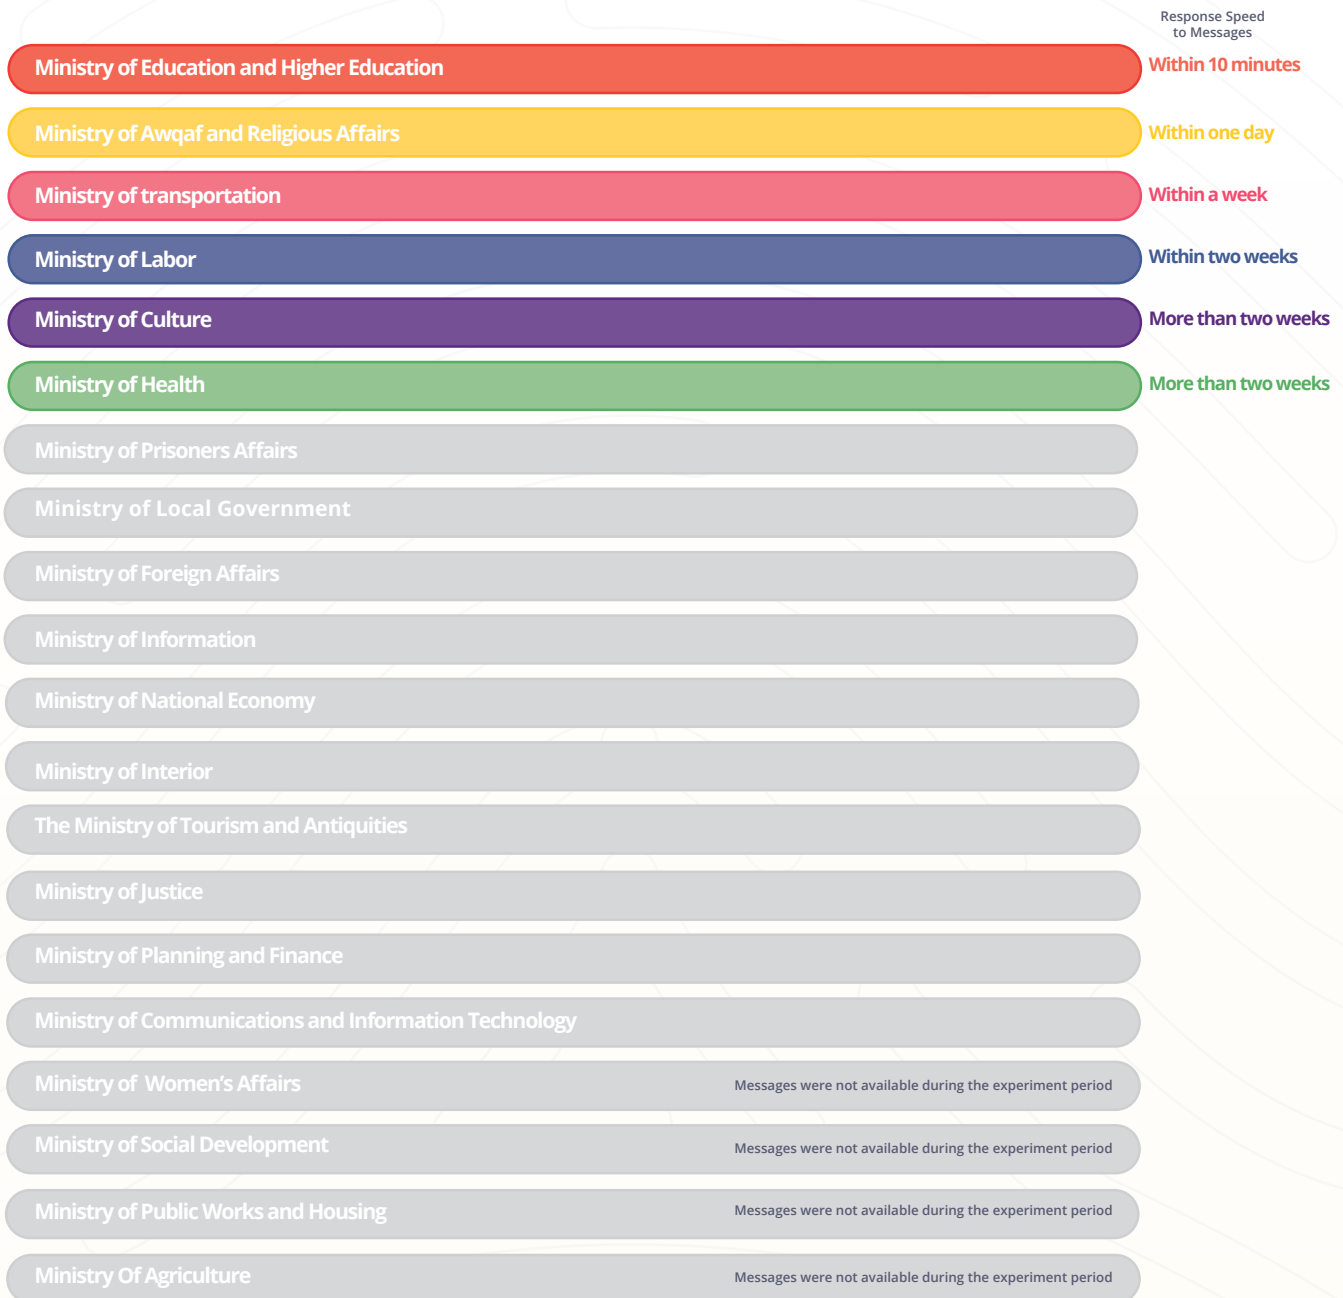 Response Speed
to Messages
Ministry of Education and Higher Education
Within 10 minutes
Ministry of Awqaf and Religious Affairs
Within one day
Ministry of transportation
Within a week
Ministry of Labor
Within two weeks
Ministry of Culture
More than two weeks
Ministry of Health
More than two weeks
Ministry of Prisoners Affairs
Ministry of Local Government
Ministry of Foreign Affairs
Ministry of Information
Ministry of National Economy
Ministry of Interior
The Ministry of Tourism and Antiquities
Ministry of Justice
Ministry of Planning and Finance
Ministry of Communications and Information Technology
Ministry of Women’s Affairs
Messages were not available during the experiment period
Ministry of Social Development
Messages were not available during the experiment period
Ministry of Public Works and Housing
Messages were not available during the experiment period
Ministry Of Agriculture
Messages were not available during the experiment period